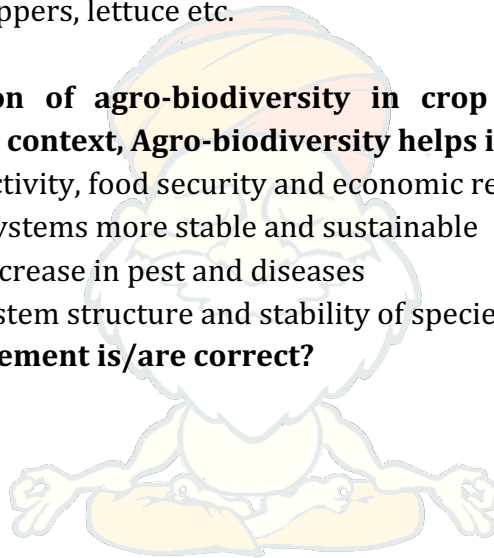 ppers, lettuce etc.
on of agro-biodiversity in crop
context, Agro-biodiversity helps i
ctivity, food security and economic re
ystems more stable and sustainable
crease in pest and diseases
stem structure and stability of specie
ement is/are correct?